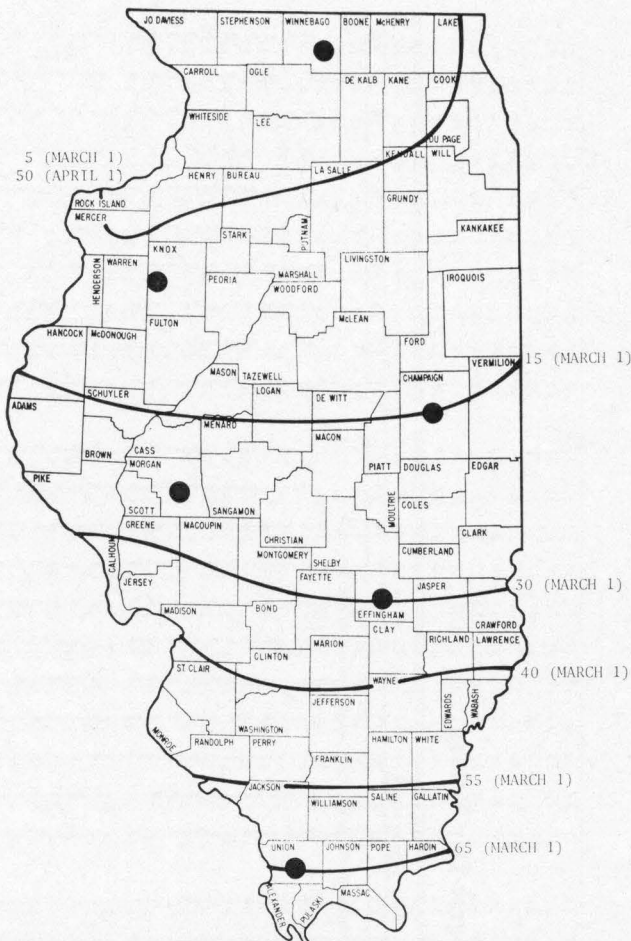 JO DAVIESS STEPHENSON WINNEBAGO BOONE McHENRY LAKE
CARROLL OGLE
DE KALB KANE COOK
WHITESIDE
LEE
DU PAGE
5 (MARCH 1)
50 (APRIL 1)
HENRY BUREAU LA SALLE KENDALL WILL
ROCK ISLAND
MERCER
GRUNDY
STARK PUTNAM KANKAKEE
KNOX
HENDERSON WARREN PEORIA MARSHALL LIVINGSTON
WOODFORD IROQUOIS
FULTON McLEAN
HANCOCK McDONOUGH FORD
15 (MARCH 1)
MASON TAZEWELL CHAMPAIGN VERMILION
SCHUYLER LOGAN DE WITT
ADAMS
MENARD
MACON
BROWN CASS
MORGAN PIATT DOUGLAS EDGAR
PIKE
SCOTT SANGAMON MOULTRIE COLES
GREENE MACOUPIN
CHRISTIAN CLARK
CALHOUN MONTGOMERY SHELBY CUMBERLAND
JERSEY FAYETTE JASPER
30 (MARCH 1)
MADISON BOND EFFINGHAM
CLAY CRAWFORD
MARION RICHLAND LAWRENCE
CLINTON
ST. CLAIR WAYNE
40 (MARCH 1)
JEFFERSON EDWARDS WABASH
WASHINGTON
MONROE RANDOLPH PERRY HAMILTON WHITE
FRANKLIN
JACKSON
55 (MARCH 1)
WILLIAMSON SALINE GALLATIN
UNION JOHNSON POPE HARDIN
65 (MARCH 1)
ALEXANDER PULASKI MASSAC